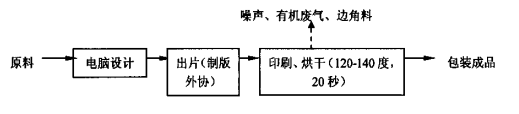 噪声、有机废气、边角料
原料
电脑设计
出片(制版
外协)
印刷、烘干(120-140度,
20秒)
包装成品